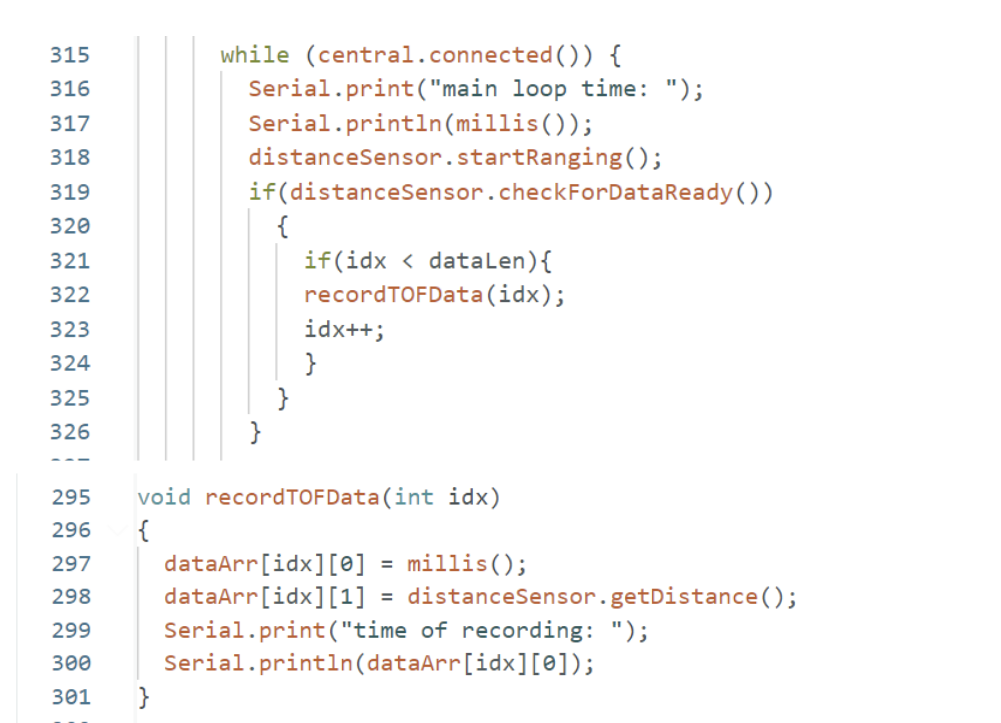 315 while (central.connected()) {
316 Serial.print("main loop time: ");
317 Serial.println(millis());
318 distanceSensor.startRanging();
319 if(distanceSensor.checkForDataReady())
320 {
321 if(idx < dataLen){
322 recordTOFData(idx);
323 idx++;
324 }
325 }
326 }
295 void recordTOFData(int idx)
296 {
297 dataArr[idx][0] = millis();
298 dataArr[idx][1] = distanceSensor.getDistance();
299 Serial.print("time of recording: ");
300 Serial.println(dataArr[idx][0]);
301 }